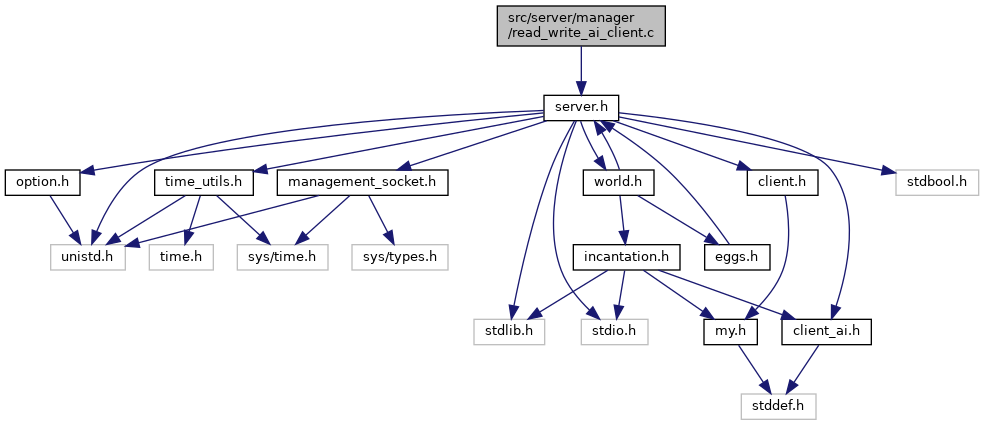 src/server/manager
/read_write_ai_client.c
server.h
option.h
time_utils.h
management_socket.h
world.h
client.h
stdbool.h
unistd.h
time.h
sys/time.h
sys/types.h
incantation.h
eggs.h
stdlib.h
stdio.h
my.h
client_ai.h
stddef.h